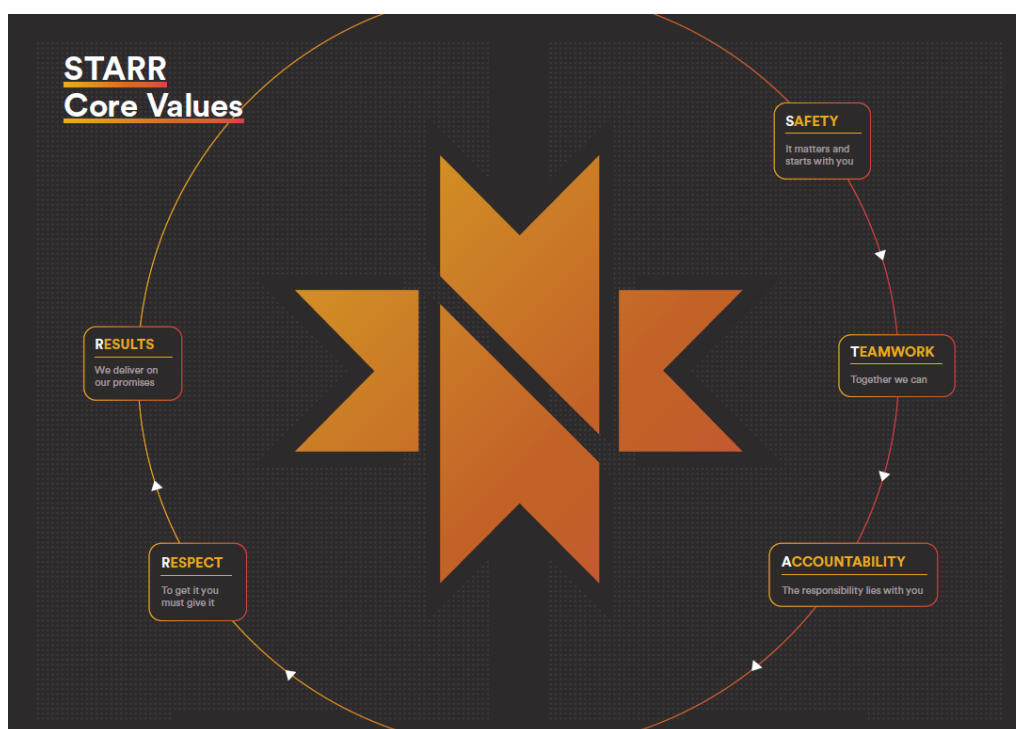 STARR
Core Values
SAFETY
It matters and
starts with you
TEAMWORK
Together we can
ACCOUNTABILITY
The responsibility lies with you
RESPECT
To get it you
must give it
RESULTS
We deliver on
our promises